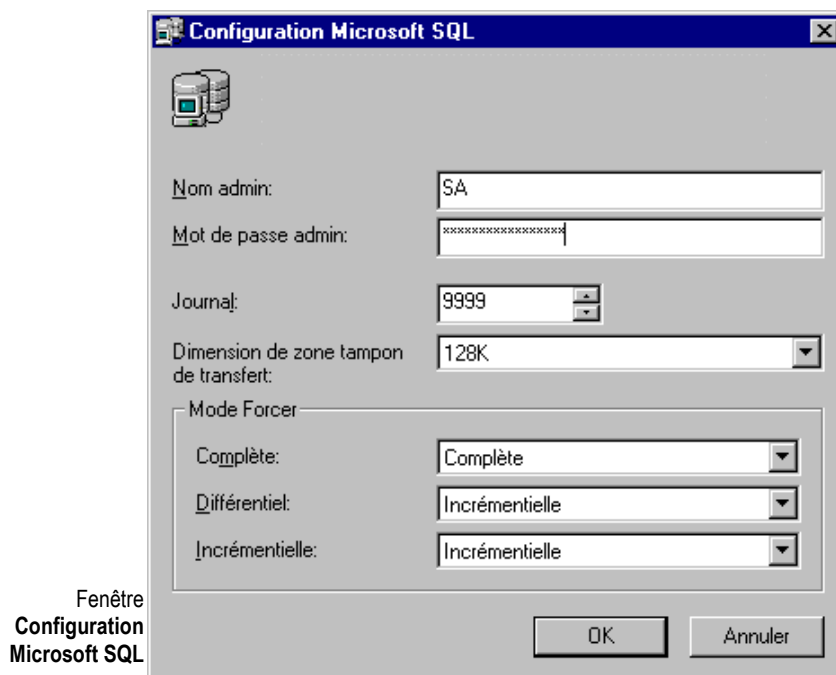 Configuration Microsoft SQL
Nom admin:
SA
Mot de passe admin:
×××××××××××××××××
Journal:
9999
Dimension de zone tampon
de transfert:
128K
Mode Forcer
Complète:
Complète
Différentiel:
Incrémentielle
Incrémentielle:
Incrémentielle
OK
Annuler
Fenêtre
Configuration
Microsoft SQL